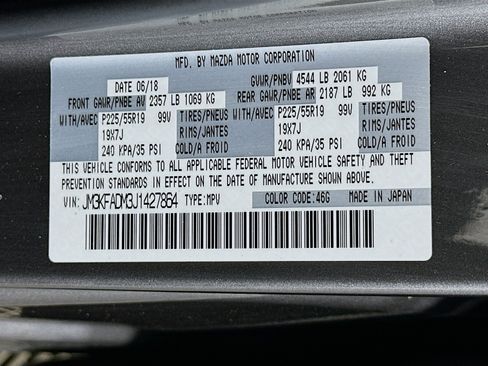 MFD. BY MAZDA MOTOR CORPORATION
DATE 06/18 GVWR/PNBV 4544 LB 2061 KG
FRONT GAWR/PNBE AV 2357 LB 1069 KG REAR GAWR/PNBE AR 2187 LB 992 KG
WITH/AVEC P225/55R19 99V TIRES/PNEUS WITH/AVEC P225/55R19 99V TIRES/PNEUS
19X7J RIMS/JANTES 19X7J RIMS/JANTES
240 KPA/35 PSI COLD/A FROID 240 KPA/35 PSI COLD/A FROID
THIS VEHICLE CONFORMS TO ALL APPLICABLE FEDERAL MOTOR VEHICLE SAFETY AND THEFT
PREVENTION STANDARDS IN EFFECT ON THE DATE OF MANUFACTURE SHOWN ABOVE.
VIN: JM3KFADM3J1427864 TYPE:MPV COLOR CODE:46G MADE IN JAPAN